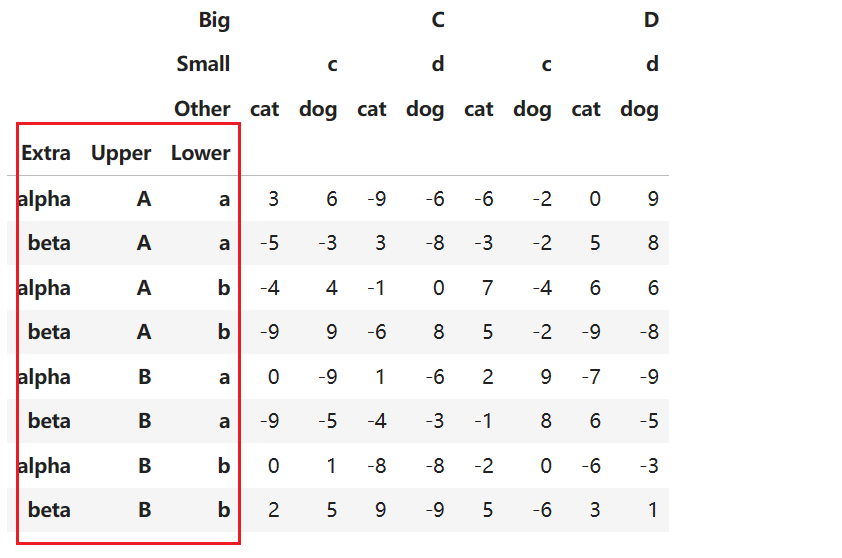 Big C D
Small c d c d
Other cat dog cat dog cat dog cat dog
Extra Upper Lower
alpha A a 3 6 -9 -6 -6 -2 0 9
beta A a -5 -3 3 -8 -3 -2 5 8
alpha A b -4 4 -1 0 7 -4 6 6
beta A b -9 9 -6 8 5 -2 -9 -8
alpha B a 0 -9 1 -6 2 9 -7 -9
beta B a -9 -5 -4 -3 -1 8 6 -5
alpha B b 0 1 -8 -8 -2 0 -6 -3
beta B b 2 5 9 -9 5 -6 3 1